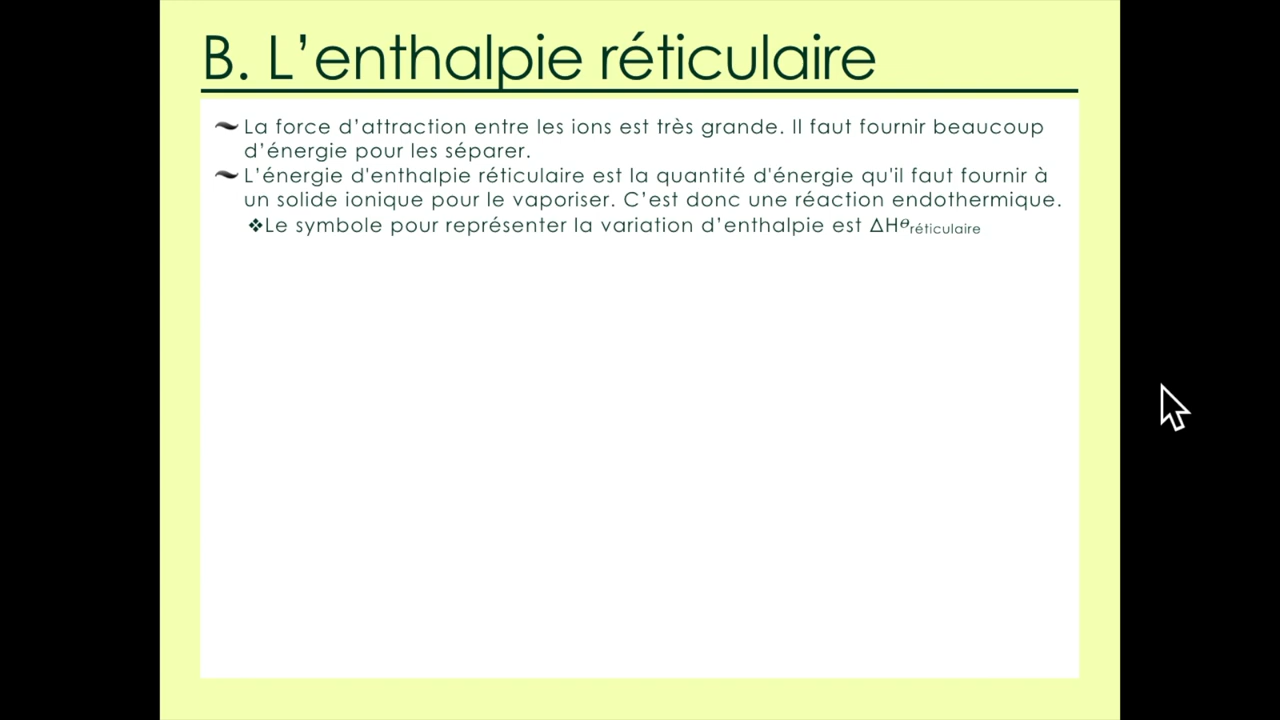 B. L’enthalpie réticulaire
La force d’attraction entre les ions est très grande. Il faut fournir beaucoup
d’énergie pour les séparer.
L’énergie d'enthalpie réticulaire est la quantité d'énergie qu'il faut fournir à
un solide ionique pour le vaporiser. C’est donc une réaction endothermique.
❖Le symbole pour représenter la variation d’enthalpie est ΔHᶿréticulaire